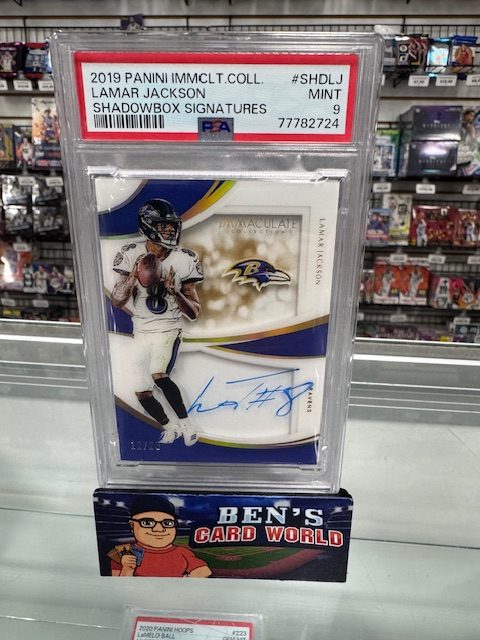 2019 PANINI IMMCLT.COLL. #SHDLJ
LAMAR JACKSON MINT
SHADOWBOX SIGNATURES 9
PSA 77782724
IMMACULATE
COLLECTION
LAMAR JACKSON
B
8
RAVENS
BEN'S
CARD WORLD
2020 PANINI HOOPS #223
LaMELO BALL